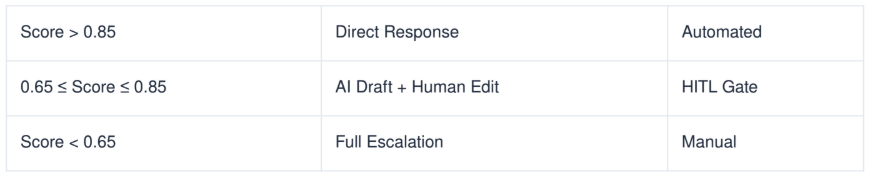 Score > 0.85 Direct Response Automated
0.65 ≤ Score ≤ 0.85 AI Draft + Human Edit HITL Gate
Score < 0.65 Full Escalation Manual